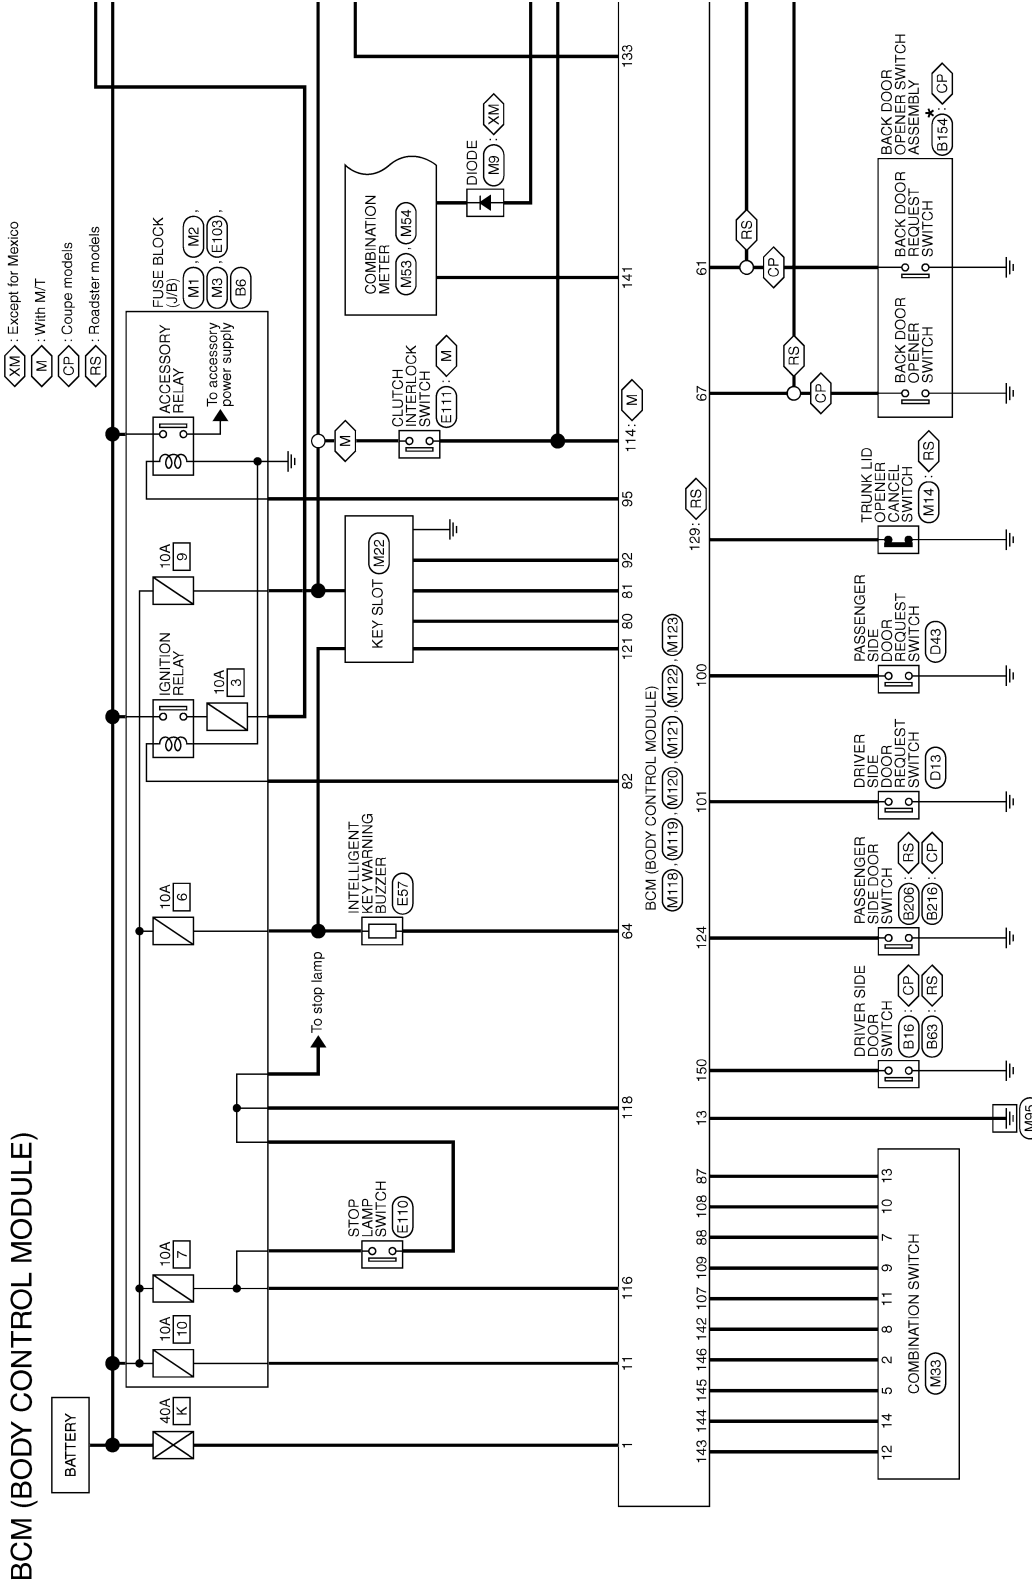 BCM (BODY CONTROL MODULE)
XM : Except for Mexico
M : With M/T
CP : Coupe models
RS : Roadster models
BATTERY
40A
K
10A
10
10A
7
10A
6
IGNITION
RELAY
10A
3
10A
9
ACCESSORY
RELAY
To accessory
power supply
FUSE BLOCK
(J/B)
M1 , M2 ,
M3 , E103 ,
B6
STOP
LAMP
SWITCH
E110
To stop lamp
INTELLIGENT
KEY WARNING
BUZZER
E57
KEY SLOT M22
M
CLUTCH
INTERLOCK
SWITCH
E111 : M
COMBINATION
METER
M53 , M54
DIODE
M9 : XM
1
11
116
118
64
82
121
80
81
92
95
114: M
141
133
BCM (BODY CONTROL MODULE)
M118 , M119 , M120 , M121 , M122 , M123
143
144
145
146
142
107
109
88
108
87
13
150
124
101
100
129: RS
67
61
12
14
5
2
8
11
9
7
10
13
COMBINATION SWITCH
M33
M95
DRIVER SIDE
DOOR
SWITCH
B16 : CP
B63 : RS
PASSENGER
SIDE DOOR
SWITCH
B206 : RS
B216 : CP
DRIVER
SIDE
DOOR
REQUEST
SWITCH
D13
PASSENGER
SIDE
DOOR
REQUEST
SWITCH
D43
TRUNK LID
OPENER
CANCEL
SWITCH
M14 : RS
RS
CP
RS
CP
BACK DOOR
OPENER
SWITCH
BACK DOOR
REQUEST
SWITCH
BACK DOOR
OPENER SWITCH
ASSEMBLY
B154 * : CP